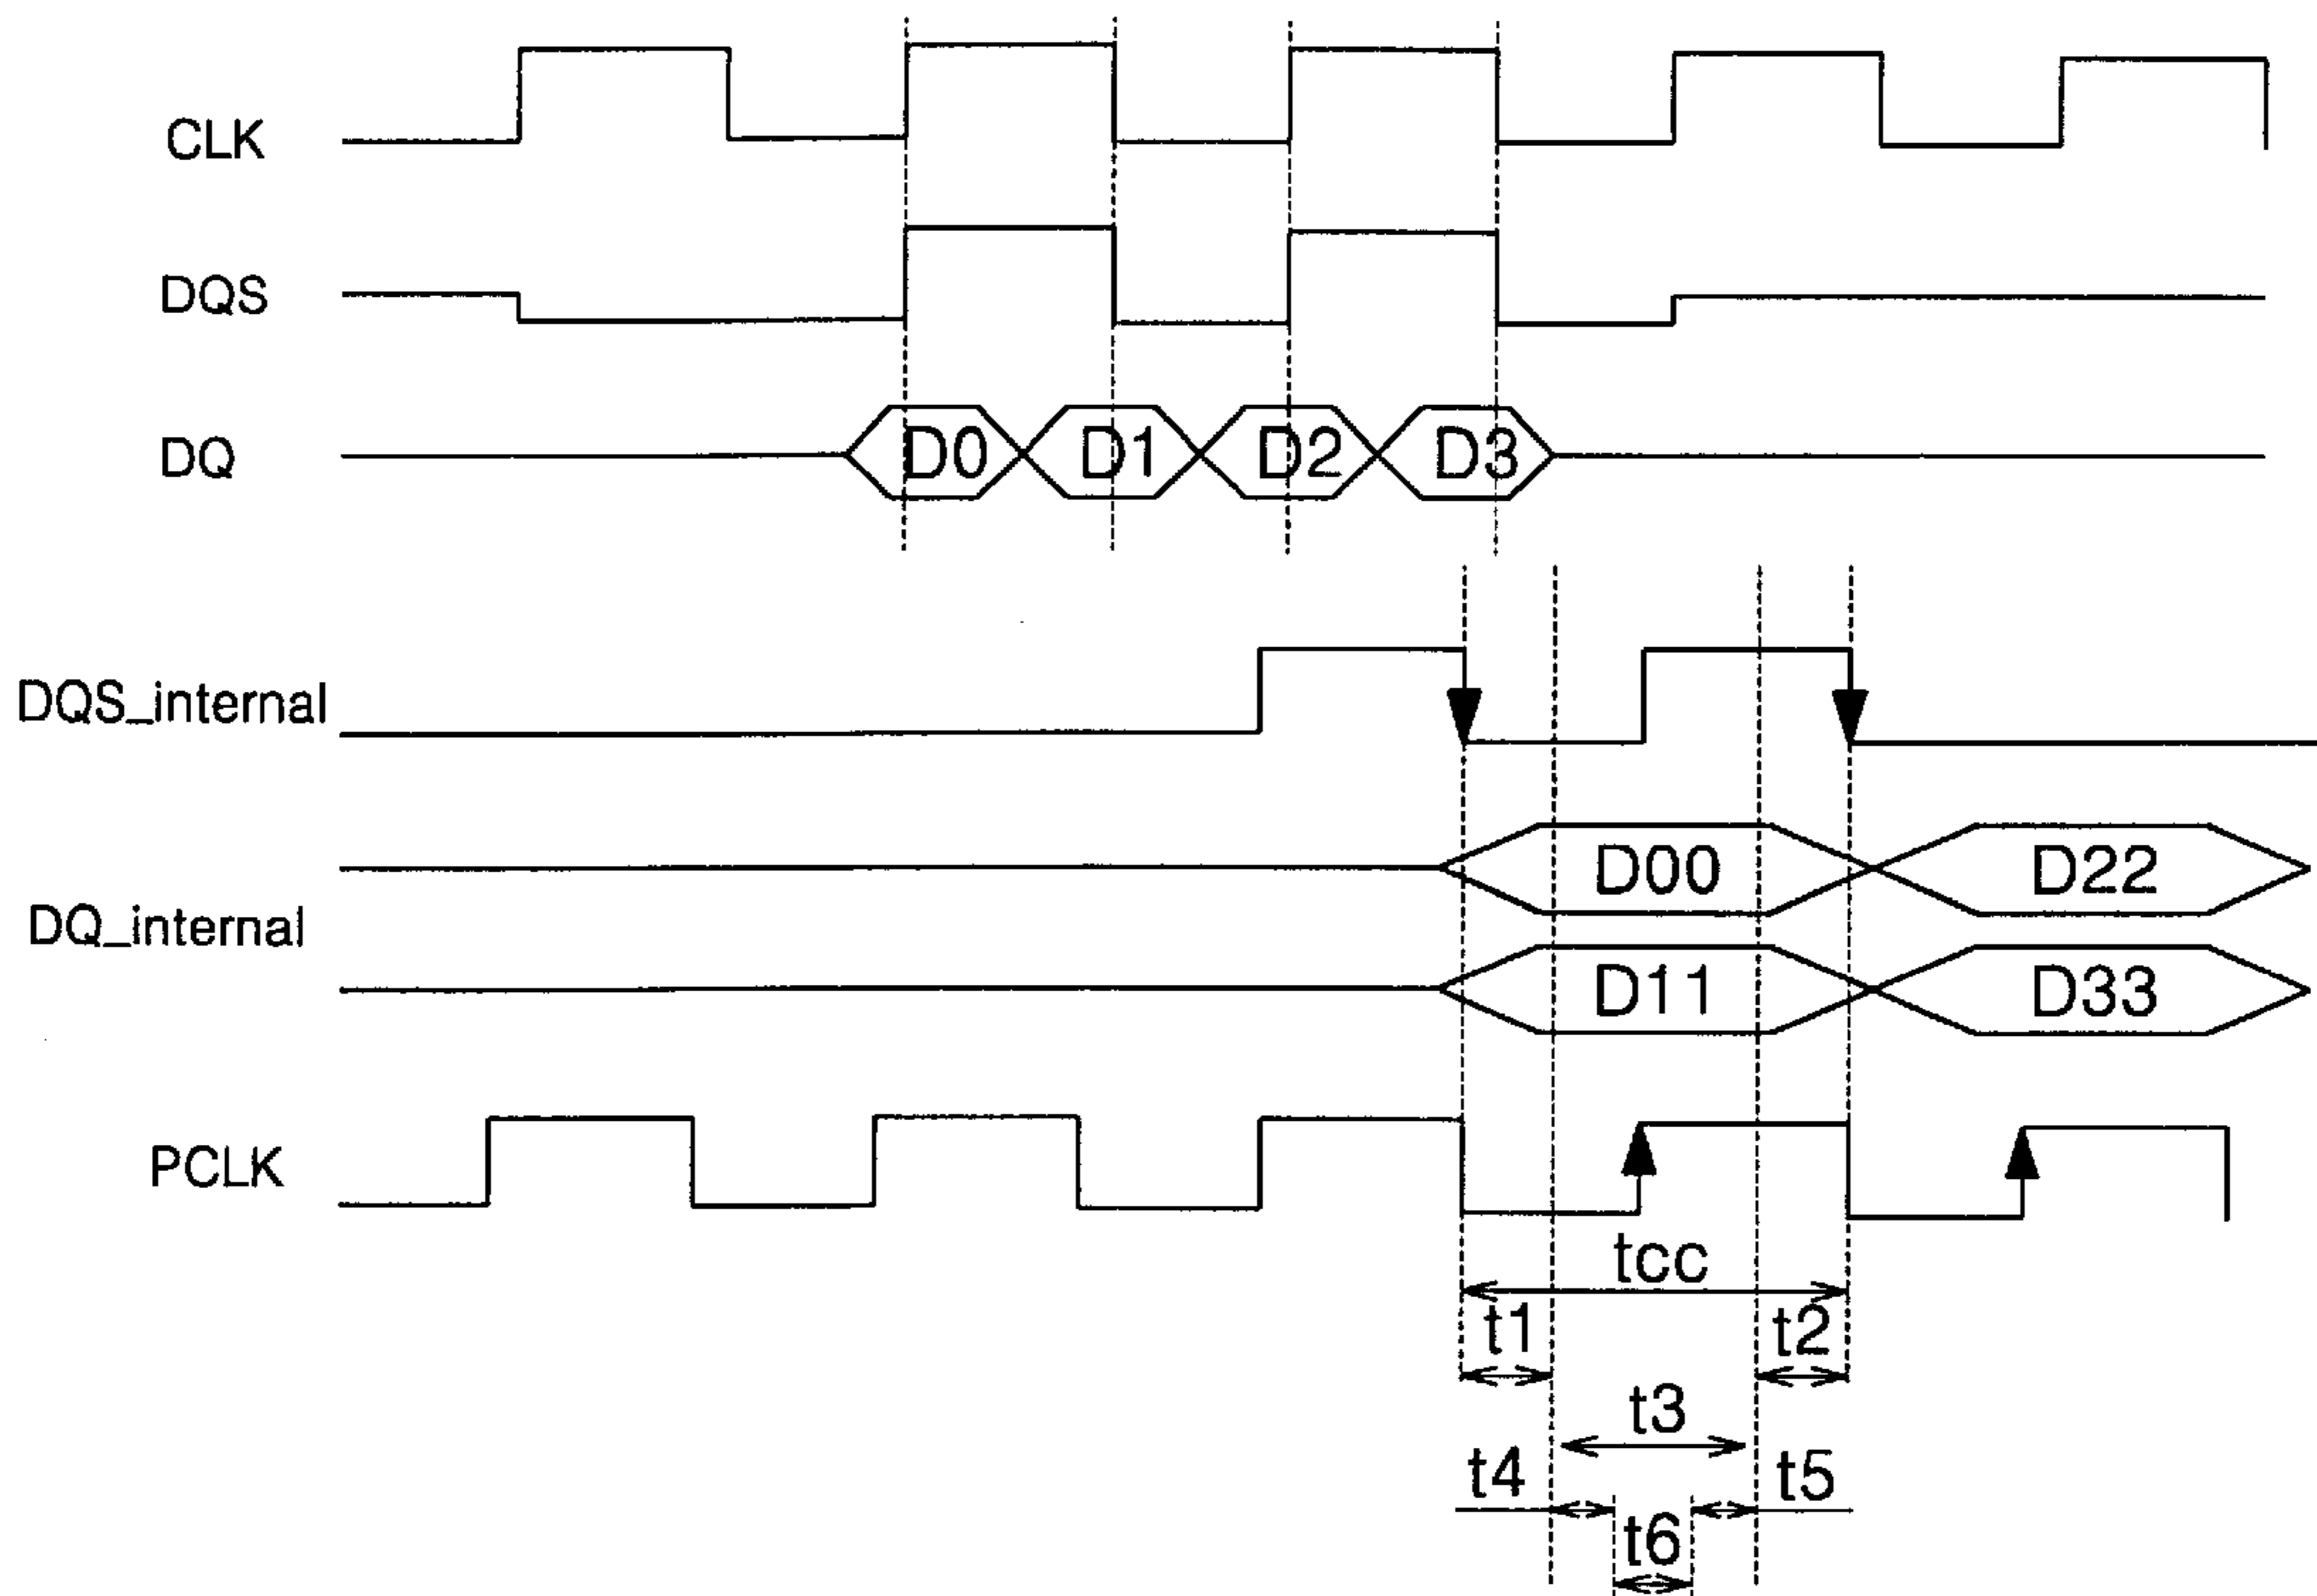 CLK
DQS
DQ
D0 D1 D2 D3
DQS_internal
D00 D22
DQ_internal
D11 D33
PCLK
tcc
t1 t2
t3
t4 t5
t6